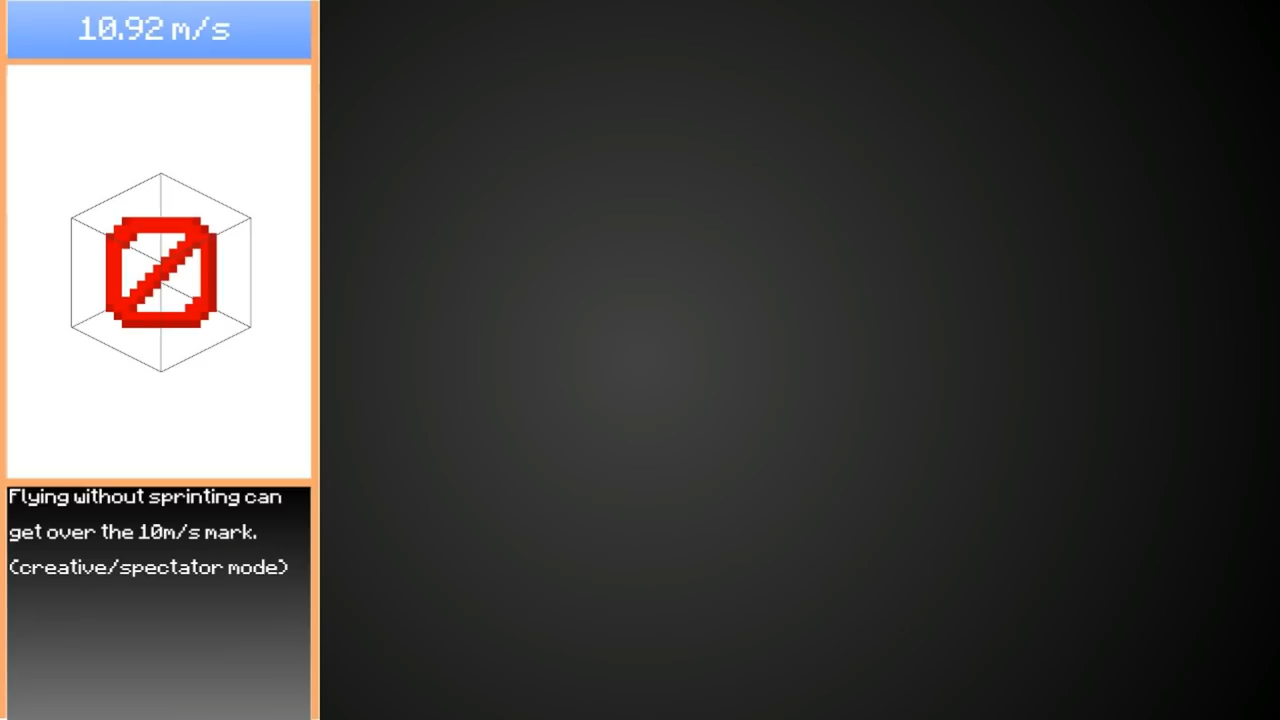 10.92 m/s
Flying without sprinting can
get over the 10m/s mark.
(creative/spectator mode)